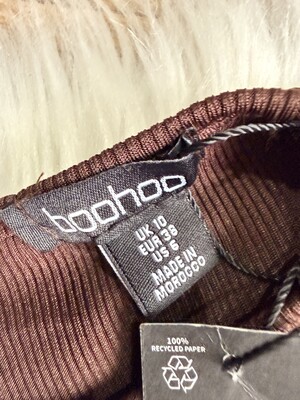 boohoo
UK 10
EUR 38
US 6
MADE IN
MOROCCO
100%
RECYCLED PAPER